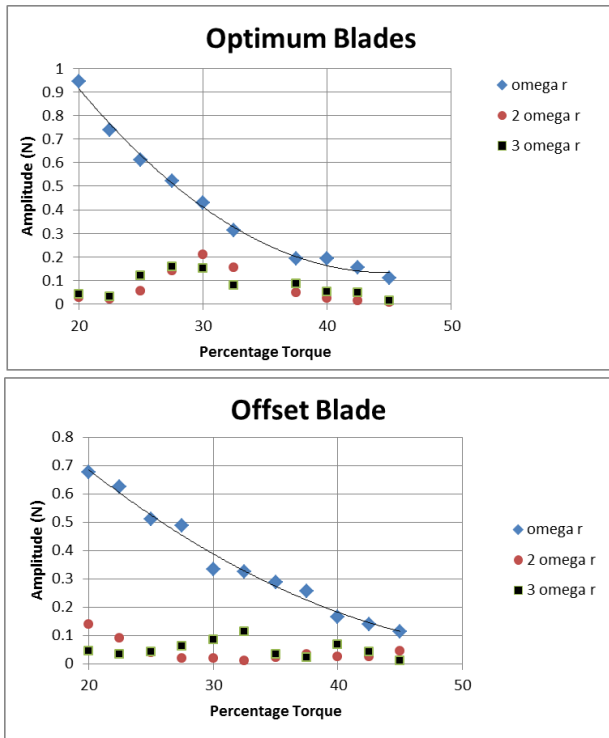 Optimum Blades
1
0.9
0.8
0.7
0.6
0.5
0.4
0.3
0.2
0.1
0
Amplitude (N)
20 30 40 50
Percentage Torque
omega r
2 omega r
3 omega r
Offset Blade
0.8
0.7
0.6
0.5
0.4
0.3
0.2
0.1
0
Amplitude (N)
20 30 40 50
Percentage Torque
omega r
2 omega r
3 omega r